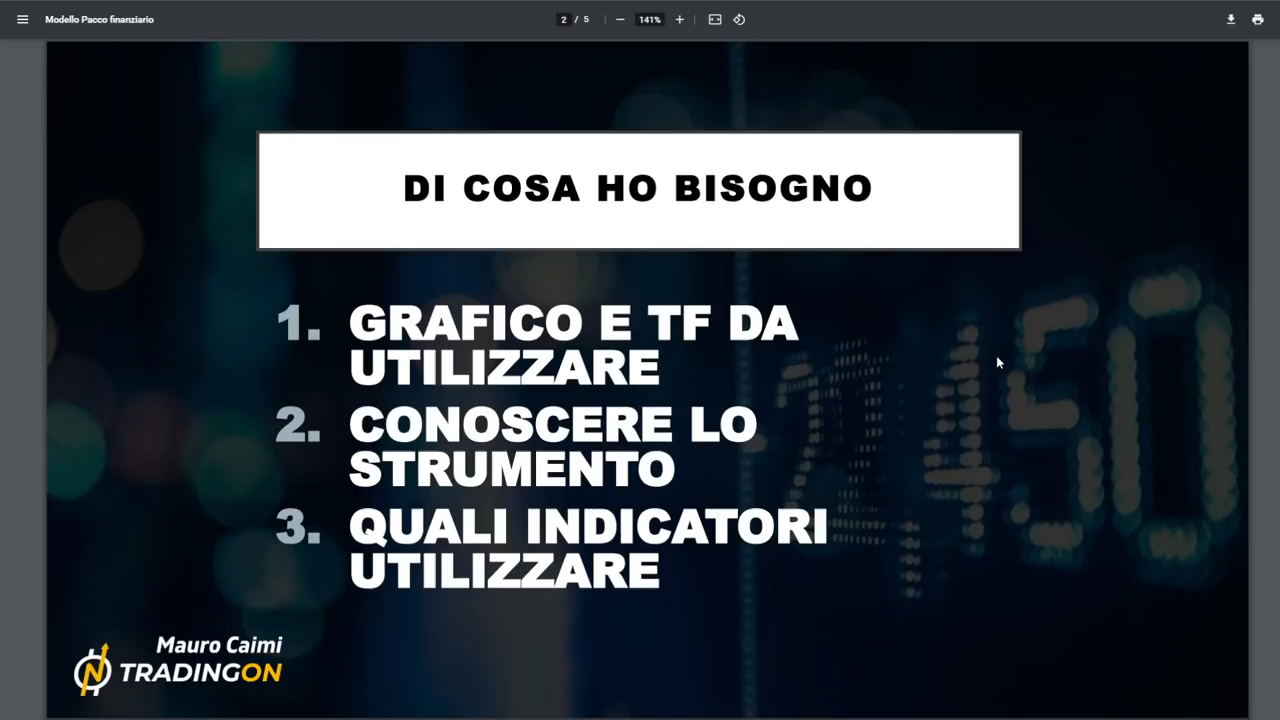 Modello Pacco finanziario
2 / 5
141%
DI COSA HO BISOGNO
1. GRAFICO E TF DA
UTILIZZARE
2. CONOSCERE LO
STRUMENTO
3. QUALI INDICATORI
UTILIZZARE
21450
Mauro Caimi
TRADINGON